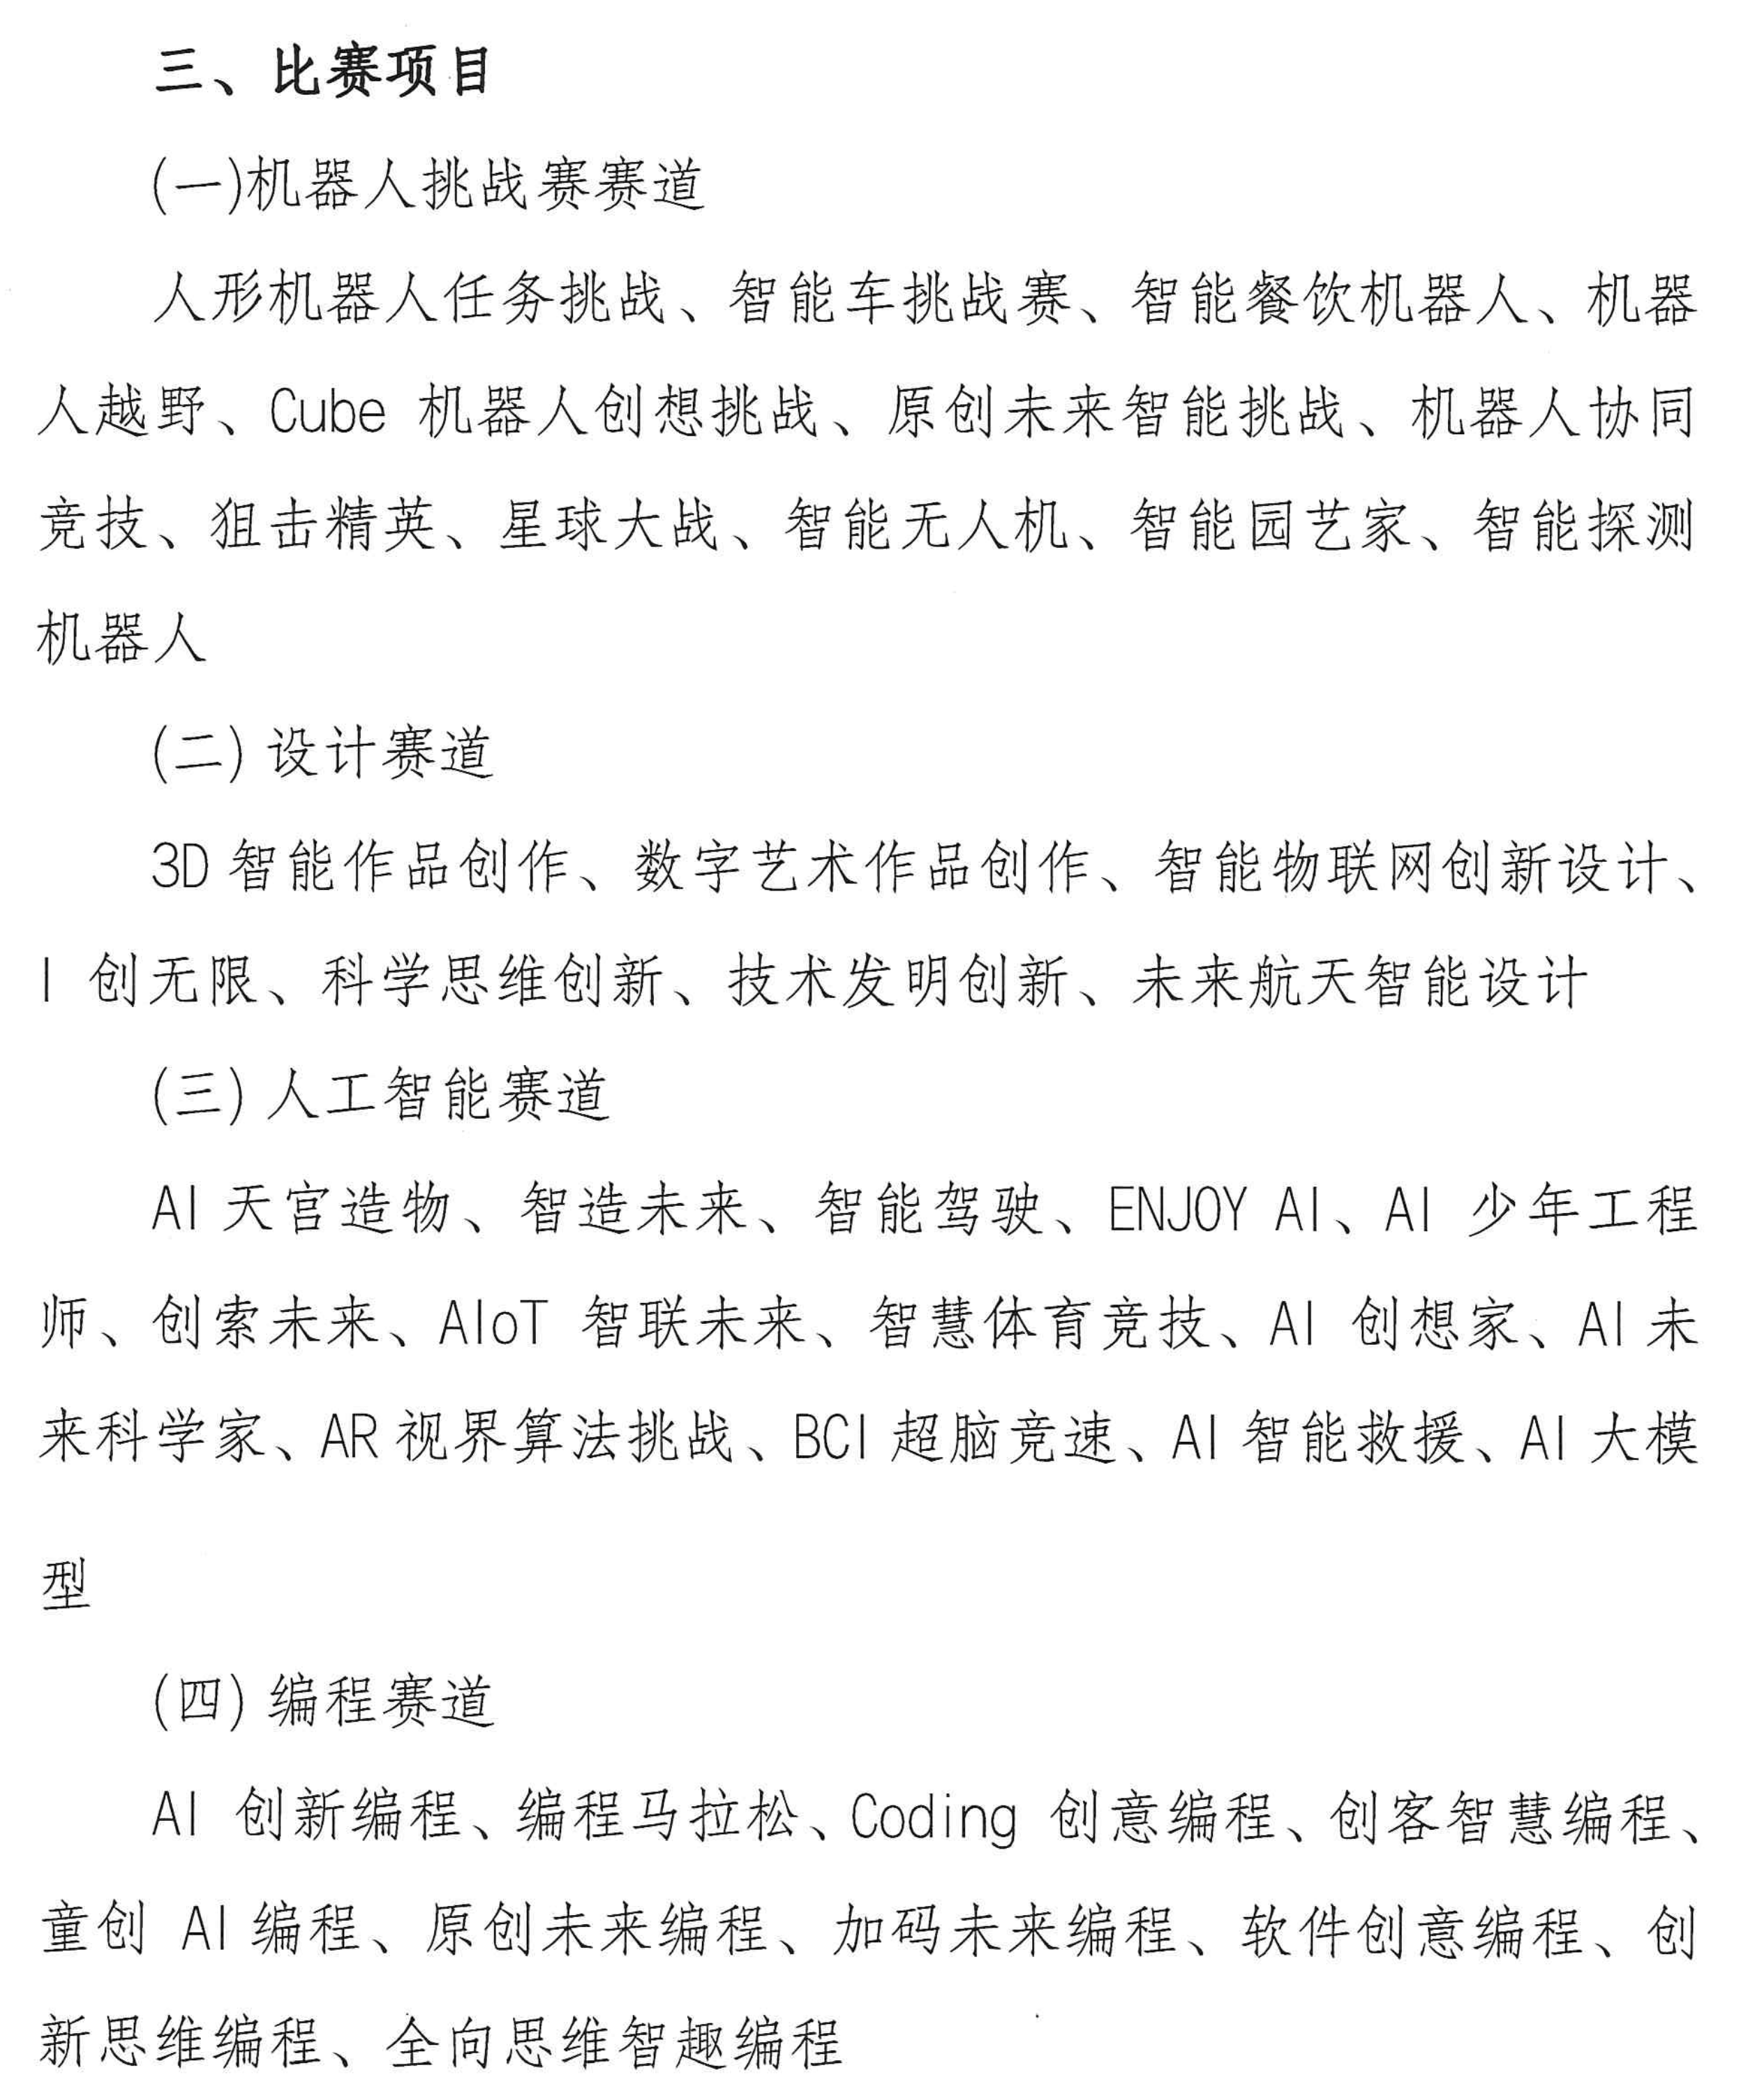 三、比赛项目
(一)机器人挑战赛赛道
人形机器人任务挑战、智能车挑战赛、智能餐饮机器人、机器
人越野、Cube 机器人创想挑战、原创未来智能挑战、机器人协同
竞技、狙击精英、星球大战、智能无人机、智能园艺家、智能探测
机器人
(二) 设计赛道
3D 智能作品创作、数字艺术作品创作、智能物联网创新设计、
I 创无限、科学思维创新、技术发明创新、未来航天智能设计
(三) 人工智能赛道
AI 天宫造物、智造未来、智能驾驶、ENJOY AI、AI 少年工程
师、创索未来、AIoT 智联未来、智慧体育竞技、AI 创想家、AI 未
来科学家、AR 视界算法挑战、BCI 超脑竞速、AI 智能救援、AI 大模
型
(四) 编程赛道
AI 创新编程、编程马拉松、Coding 创意编程、创客智慧编程、
童创 AI 编程、原创未来编程、加码未来编程、软件创意编程、创
新思维编程、全向思维智趣编程